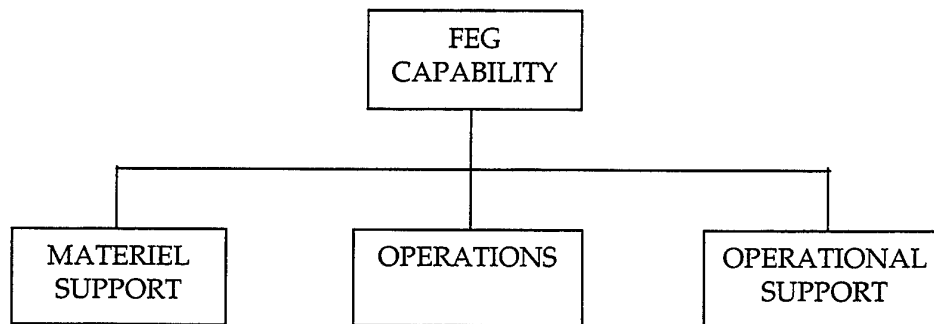 FEG
CAPABILITY
MATERIEL
SUPPORT
OPERATIONS
OPERATIONAL
SUPPORT